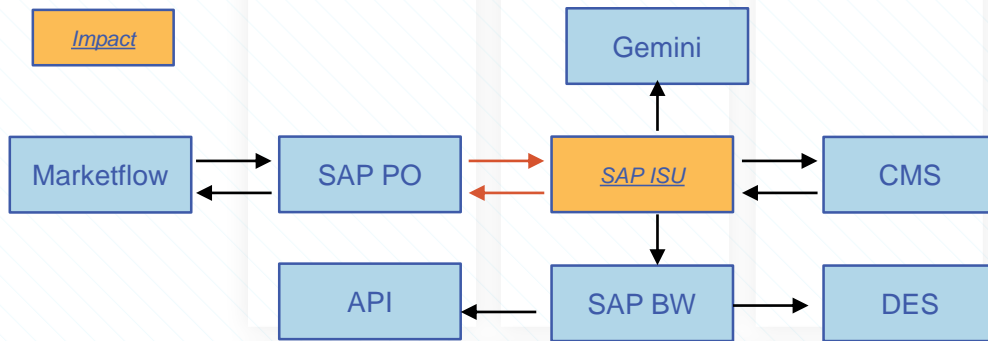 Impact
Gemini
Marketflow
SAP PO
SAP ISU
CMS
API
SAP BW
DES